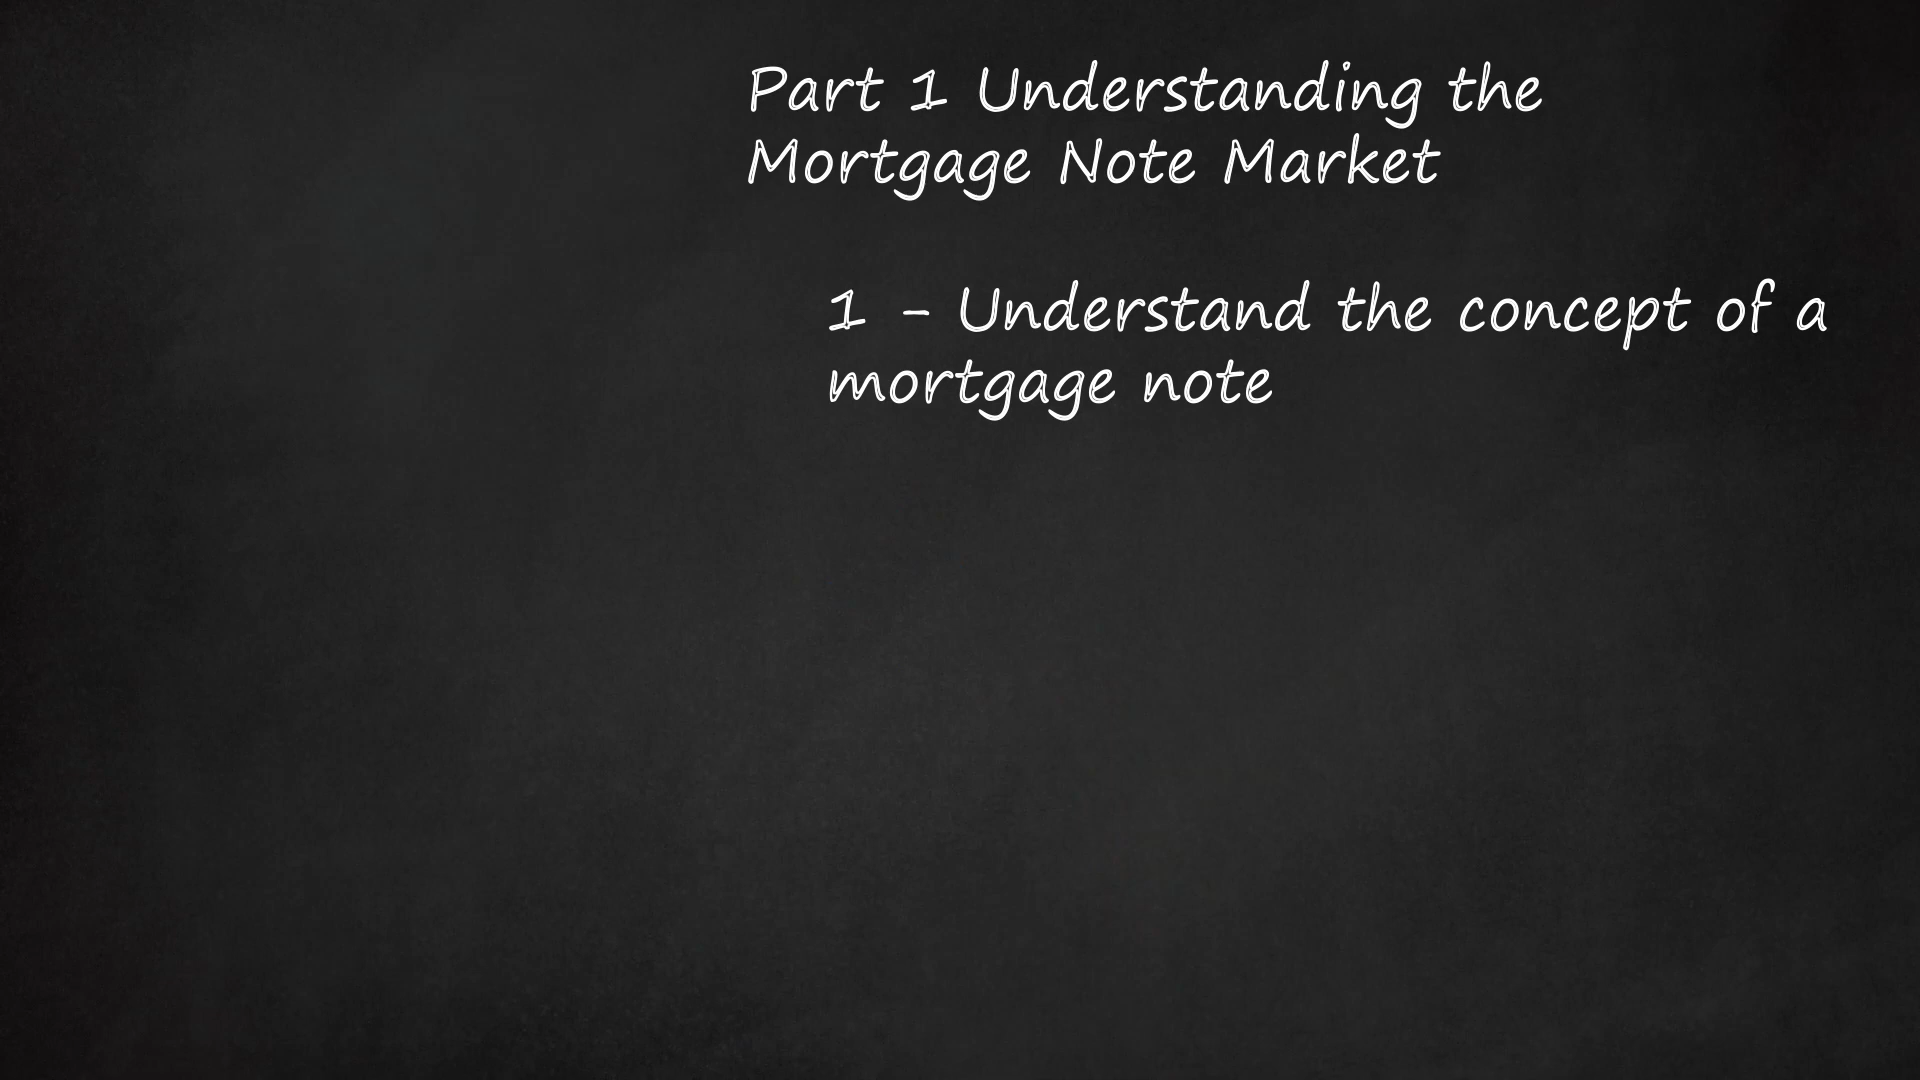 Part 1 Understanding the
Mortgage Note Market
1 - Understand the concept of a
mortgage note